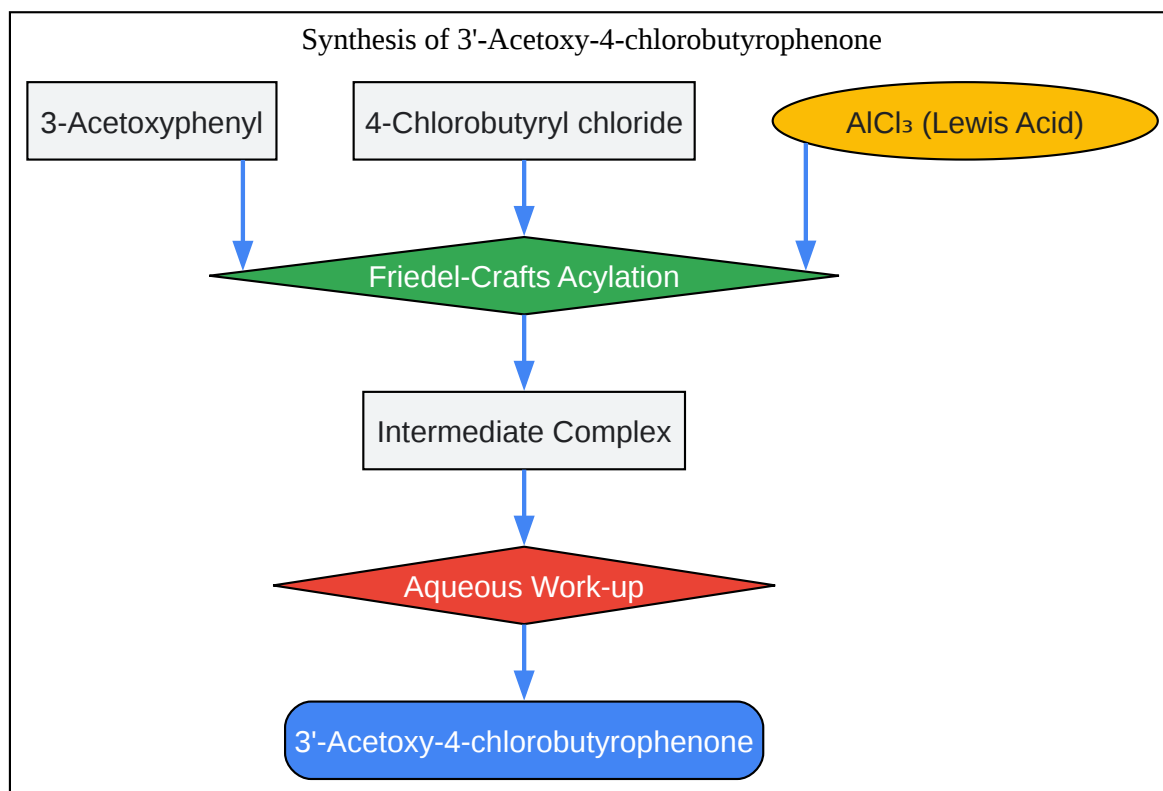 Synthesis of 3'-Acetoxy-4-chlorobutyrophenone
3-Acetoxyphenyl
4-Chlorobutyryl chloride
AlCl₃ (Lewis Acid)
Friedel-Crafts Acylation
Intermediate Complex
Aqueous Work-up
3'-Acetoxy-4-chlorobutyrophenone